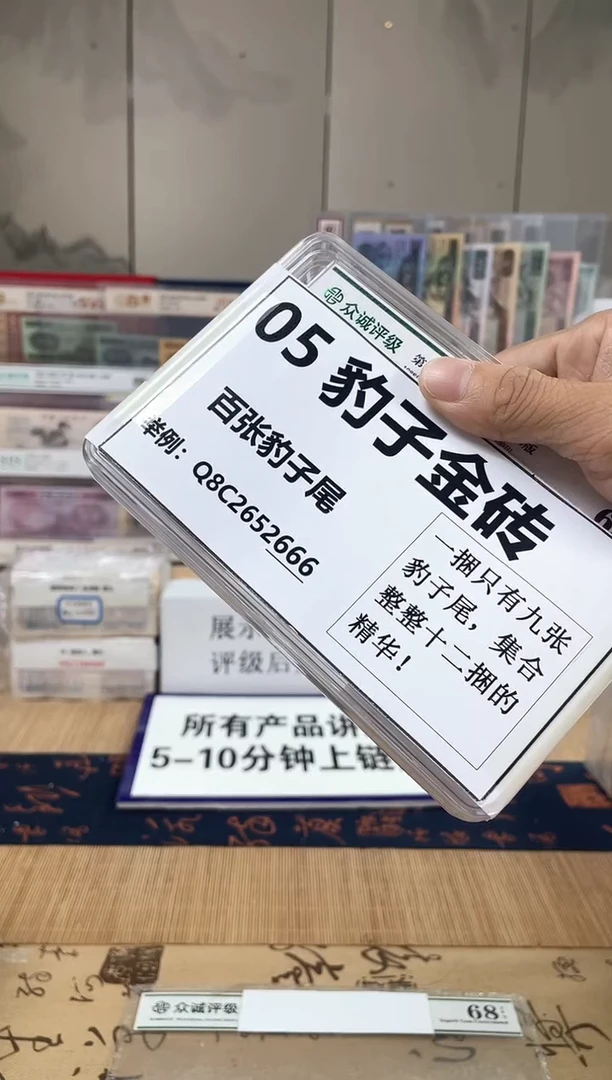 众诚评级
第
05 豹子金砖
版
百张豹子尾
举例：Q8C2652666
一捆只有九张
豹子尾，集合
整整十二捆的
精华！
展示
评级后
所有产品讲
5-10分钟上链
众诚评级
68